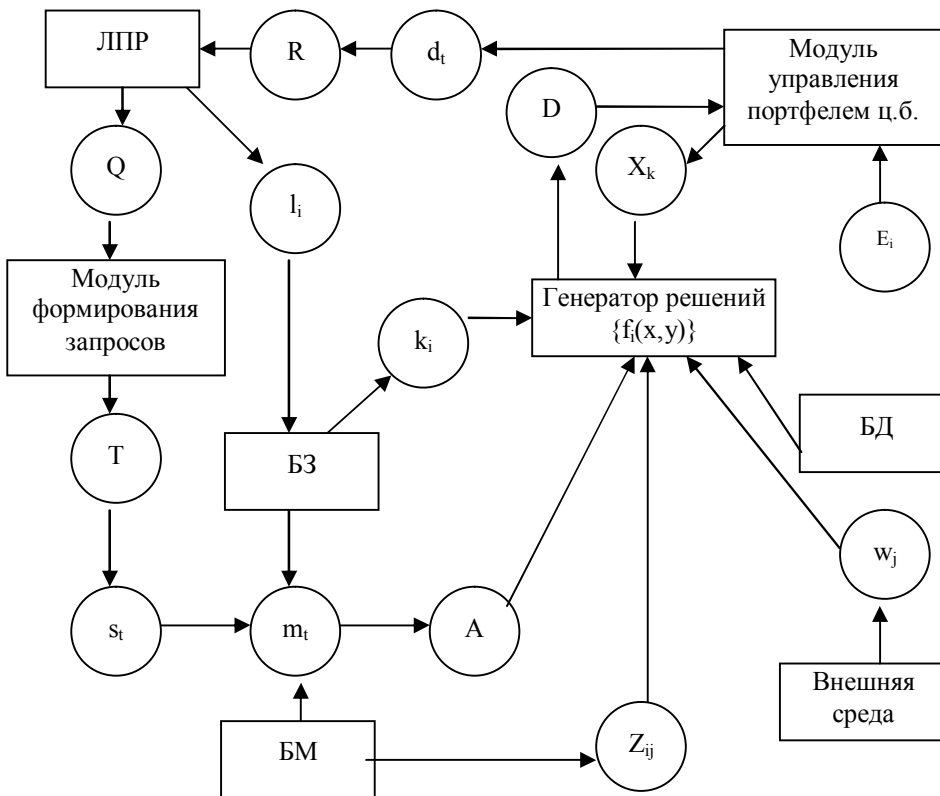 ЛПР
R
d_t
Модуль
управления
портфелем ц.б.
D
Q
X_k
l_i
E_i
Модуль
формирования
запросов
Генератор решений
{f_i(x,y)}
k_i
БД
T
БЗ
w_j
s_t
m_t
A
Внешняя
среда
БМ
Z_ij